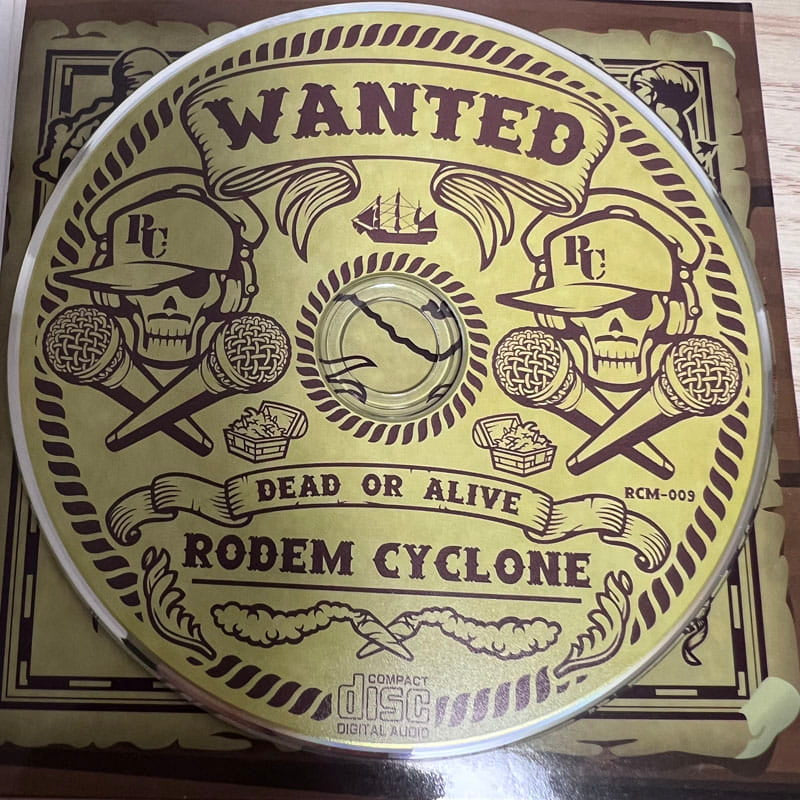 WANTED
RC
RC
DEAD OR ALIVE
RCM-009
RODEM CYCLONE
COMPACT
disc
DIGITAL AUDIO